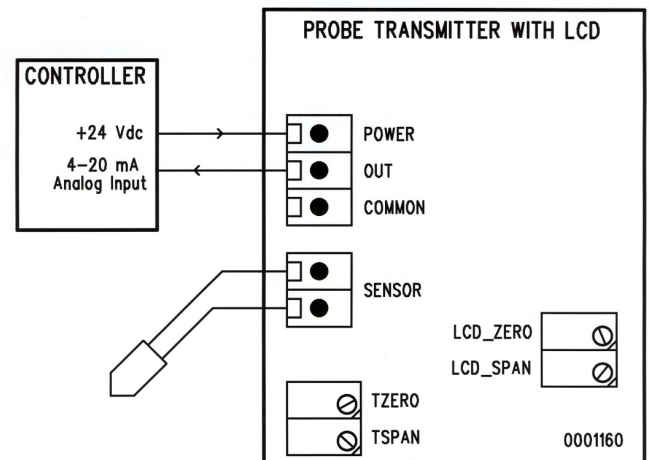 PROBE TRANSMITTER WITH LCD
CONTROLLER
+24 Vdc
4-20 mA
Analog Input
POWER
OUT
COMMON
SENSOR
LCD_ZERO
LCD_SPAN
TZERO
TSPAN
0001160